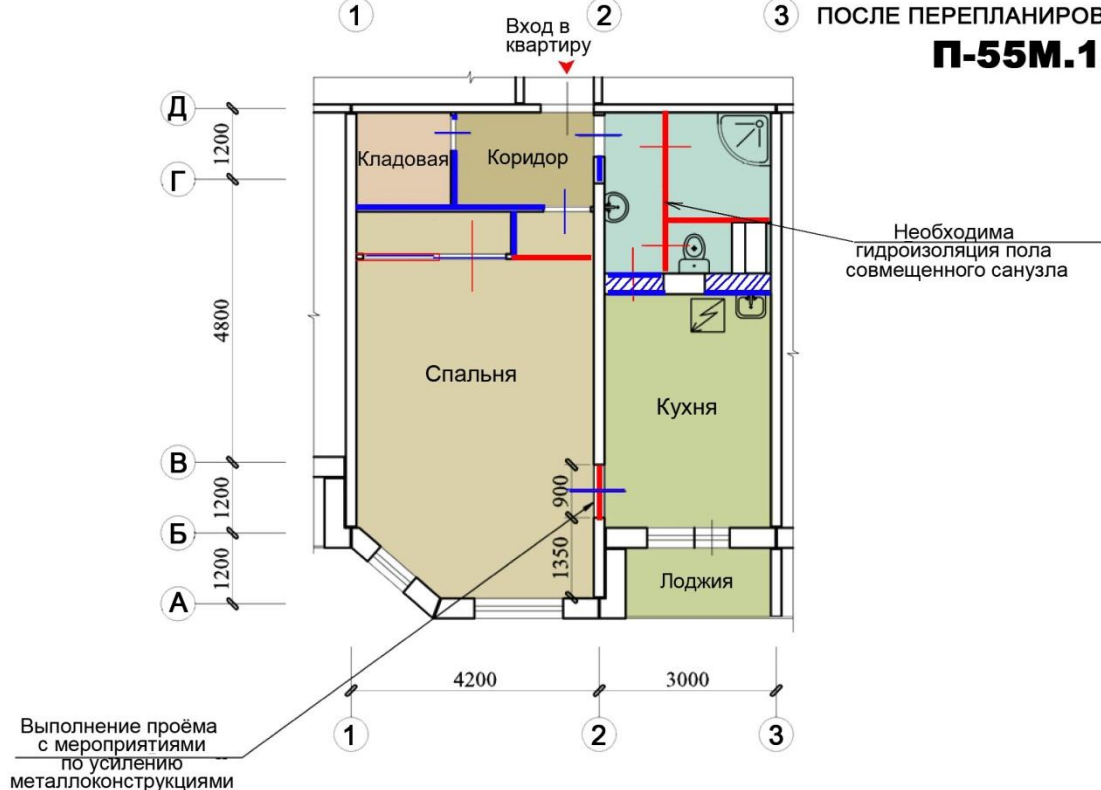 1
2
3
ПОСЛЕ ПЕРЕПЛАНИРОВ
П-55М.1
Вход в
квартиру
Д
1200
Г
Кладовая
Коридор
Необходима
гидроизоляция пола
совмещенного санузла
4800
Спальня
Кухня
В
1200
900
Б
1200
1350
Лоджия
А
4200
3000
Выполнение проёма
с мероприятиями
по усилению
металлоконструкциями
1
2
3